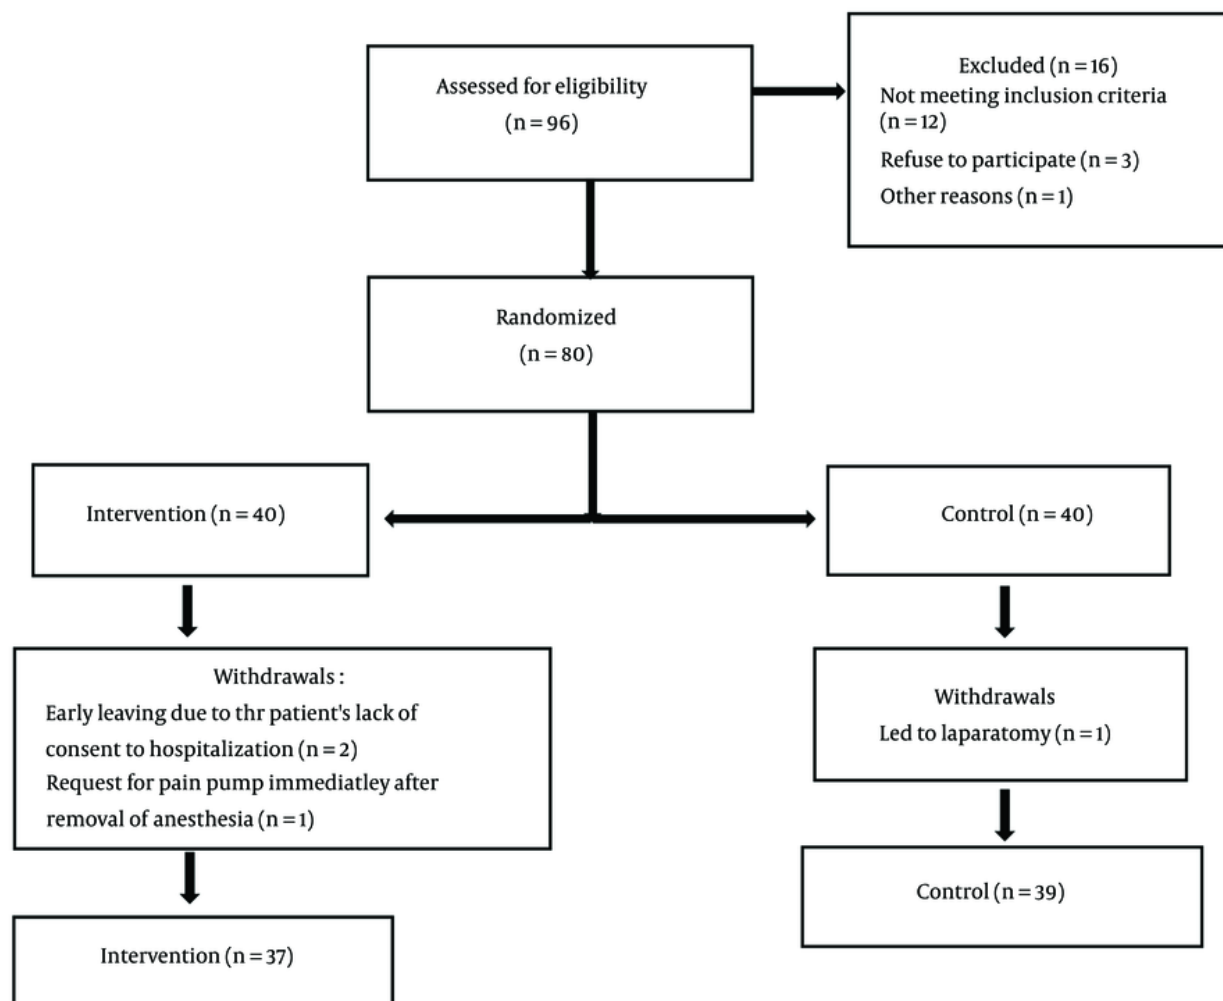 Assessed for eligibility
(n = 96)
Excluded (n = 16)
Not meeting inclusion criteria
(n = 12)
Refuse to participate (n = 3)
Other reasons (n = 1)
Randomized
(n = 80)
Intervention (n = 40)
Control (n = 40)
Withdrawals :
Early leaving due to thr patient's lack of
consent to hospitalization (n = 2)
Request for pain pump immediatley after
removal of anesthesia (n = 1)
Withdrawals
Led to laparatomy (n = 1)
Control (n = 39)
Intervention (n = 37)